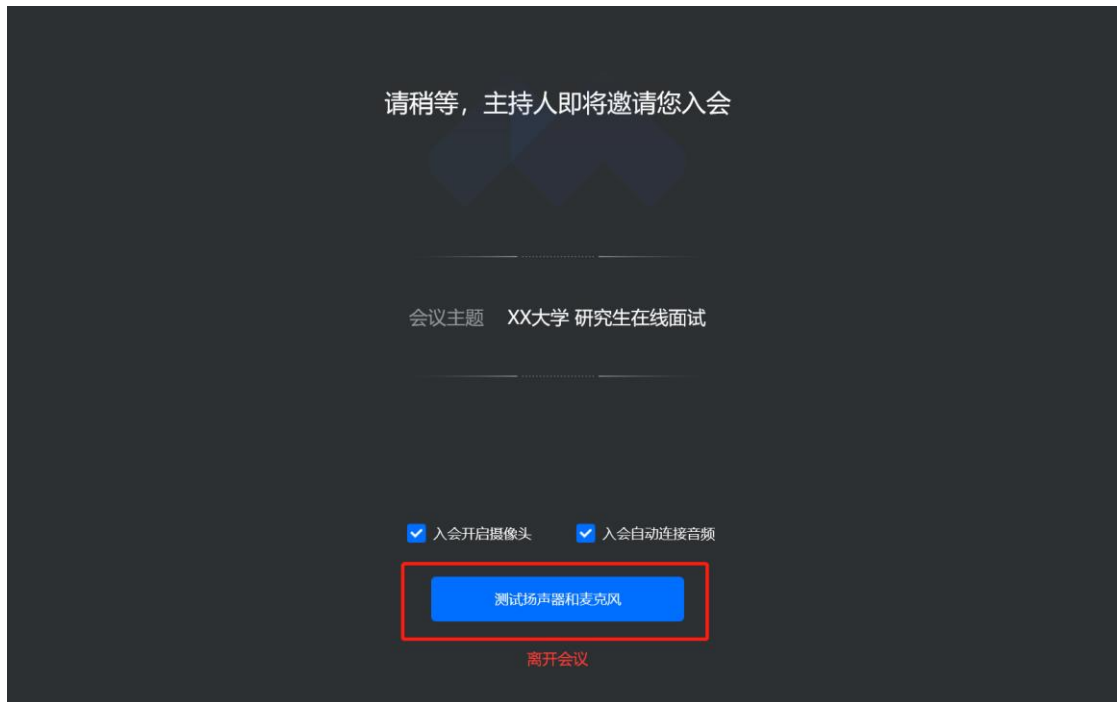 请稍等，主持人即将邀请您入会
会议主题 XX大学 研究生在线面试
入会开启摄像头 入会自动连接音频
测试扬声器和麦克风
离开会议